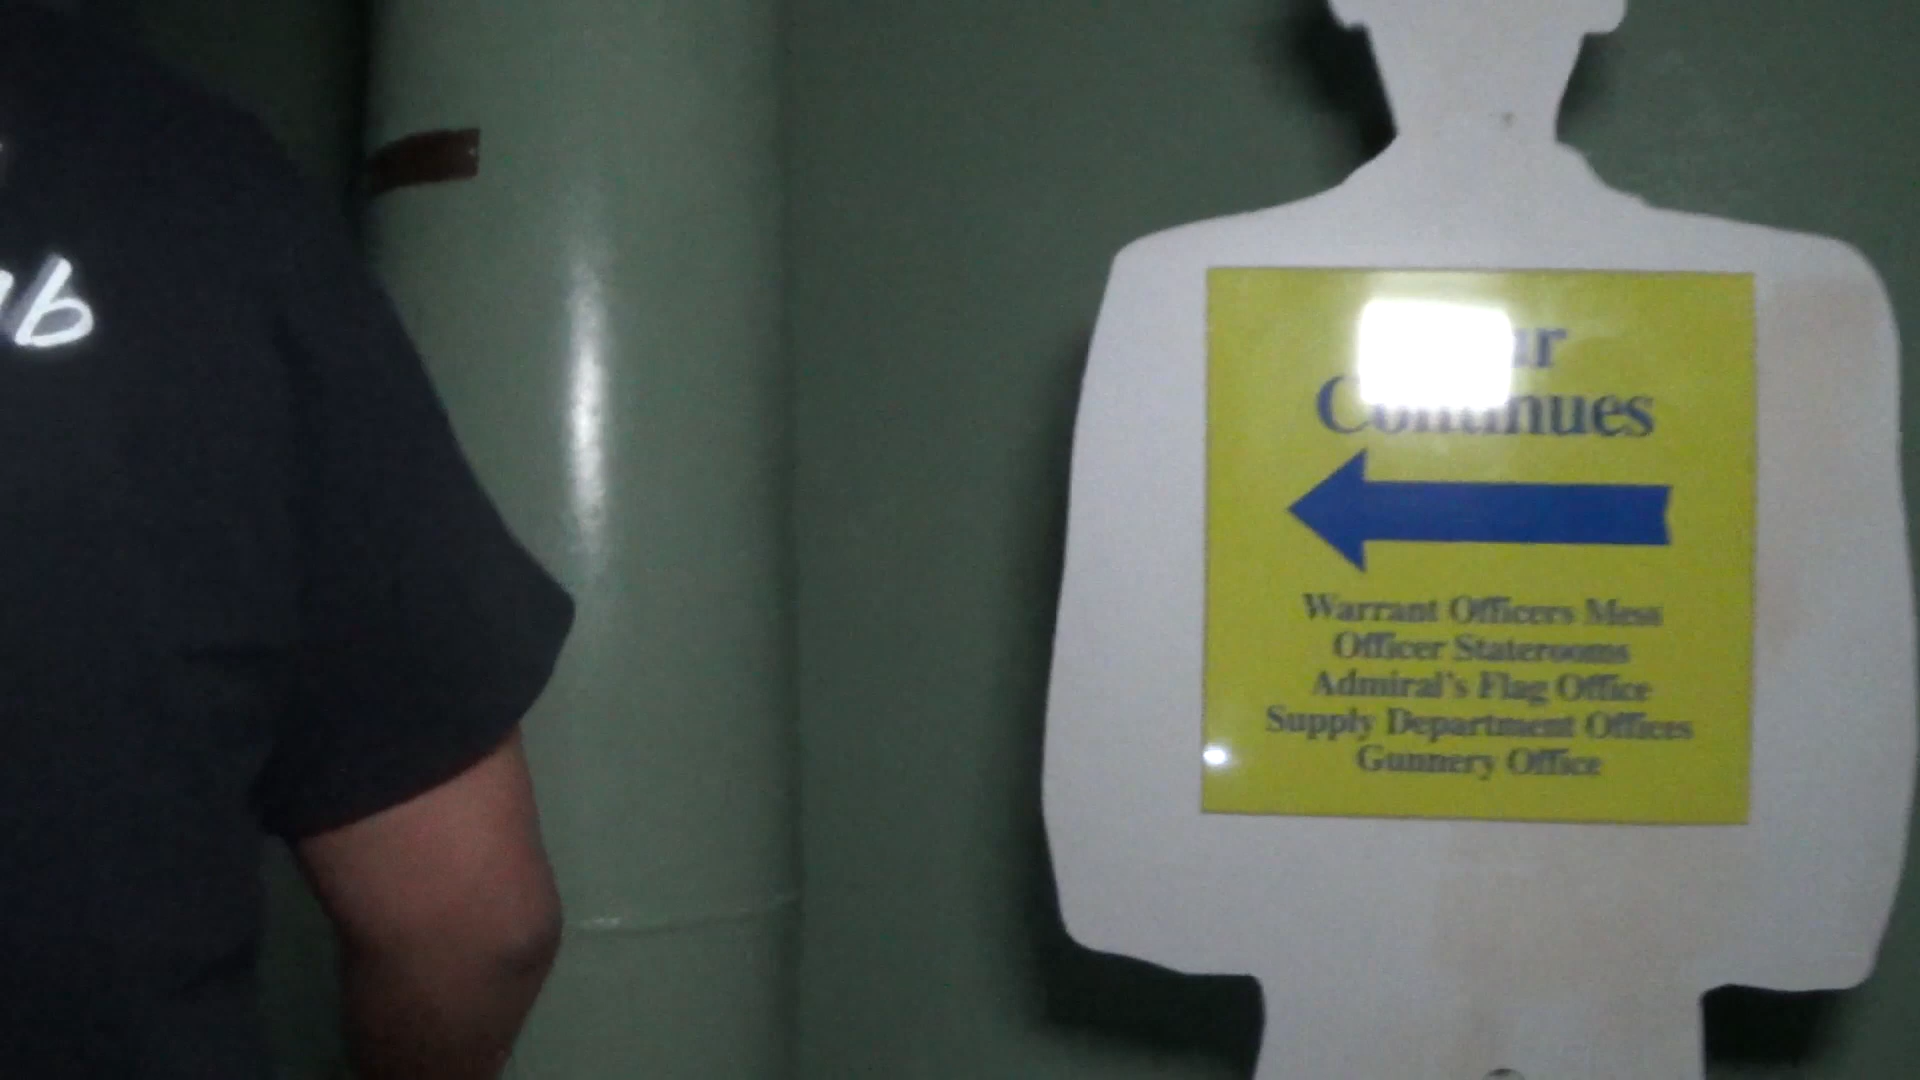 Continues
Warrant Officers Mess
Officer Staterooms
Admiral's Flag Office
Supply Department Offices
Gunnery Office